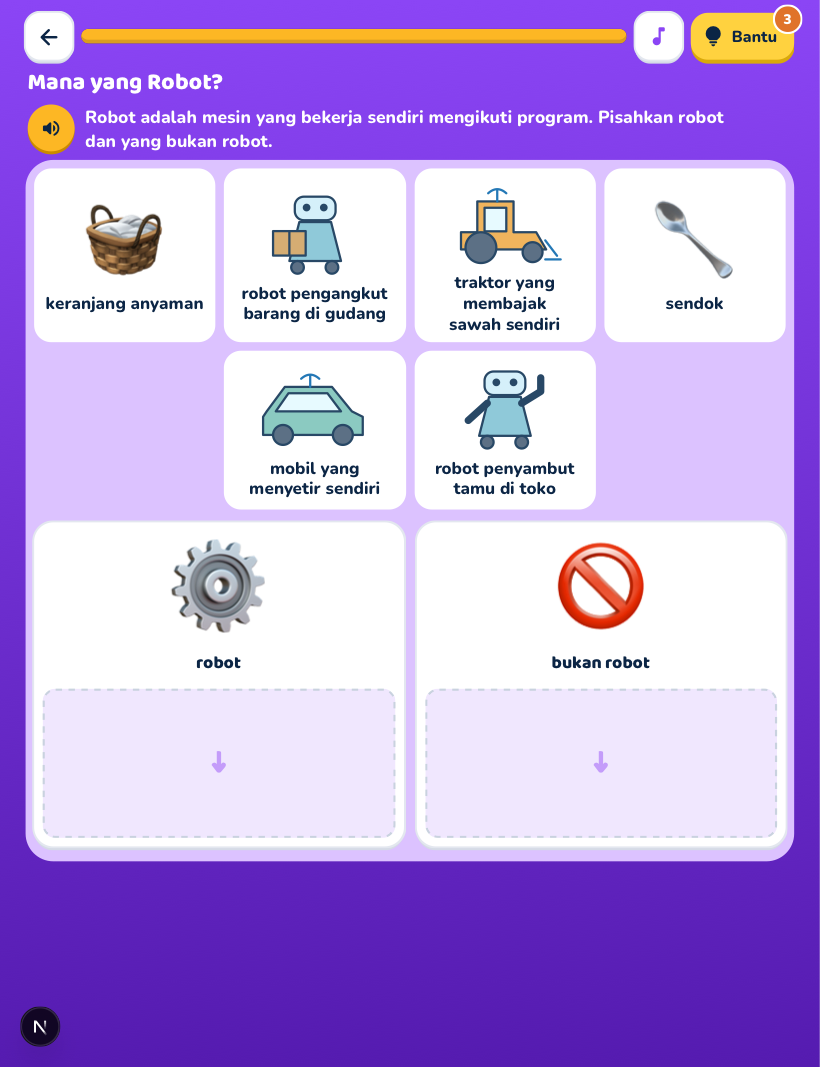 3
Bantu
Mana yang Robot?
Robot adalah mesin yang bekerja sendiri mengikuti program. Pisahkan robot
dan yang bukan robot.
keranjang anyaman
robot pengangkut
barang di gudang
traktor yang
membajak
sawah sendiri
sendok
mobil yang
menyetir sendiri
robot penyambut
tamu di toko
robot
bukan robot
N